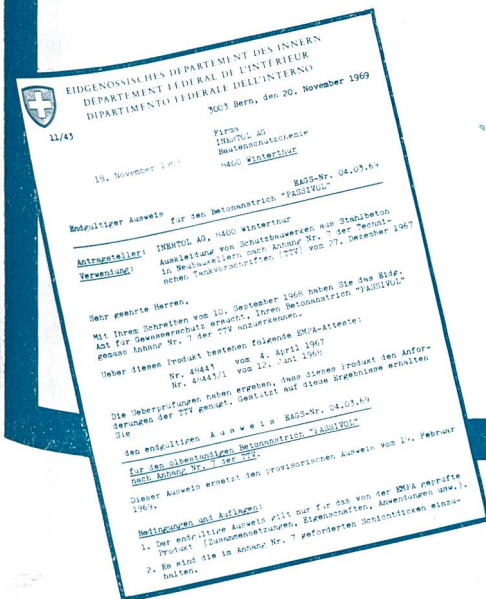 EIDGENÖSSISCHES DEPARTEMENT DES INNERN
DÉPARTEMENT FÉDÉRAL DE L'INTÉRIEUR
DIPARTIMENTO FEDERALE DELL'INTERNO
3003 Bern, den 20. November 1969
11/43
Firma
INERTOL AG
Bautenschutzchemie
8400 Winterthur
18. November
EAGS-Nr. 04.03.69
Endgültiger Ausweis für den Betonanstrich "PASSIVOL"
Antragsteller: INERTOL AG, 8400 Winterthur
Verwendung: Auskleidung von Schutzbauwerken aus Stahlbeton
in Neubaukellern nach Anhang Nr. 7 der Techni-
schen Tankvorschriften (TTV) vom 27. Dezember 1967
Sehr geehrte Herren,
Mit Ihrem Schreiben vom 10. September 1968 haben Sie das Eidg.
Amt für Gewässerschutz ersucht, Ihren Betonanstrich "PASSIVOL"
gemäss Anhang Nr. 7 der TTV anzuerkennen.
Ueber dieses Produkt bestehen folgende EMPA-Atteste:
Nr. 48443 vom 4. April 1967
Nr. 48443/1 vom 12. Juni 1968
Die Ueberprüfungen haben ergeben, dass dieses Produkt den Anfor-
derungen der TTV genügt. Gestützt auf diese Ergebnisse erhalten
Sie
den endgültigen A u s w e i s EAGS-Nr. 04.03.69
für den ölbeständigen Betonanstrich "PASSIVOL"
nach Anhang Nr. 7 der TTV.
Dieser Ausweis ersetzt den provisorischen Ausweis vom 19. Februar
1969.
Bedingungen und Auflagen:
1. Der endgültige Ausweis gilt nur für das von der EMPA geprüfte
Produkt (Zusammensetzungen, Eigenschaften, Anwendungen usw.).
2. Es sind die im Anhang Nr. 7 geforderten Schichtdicken einzu-
halten.